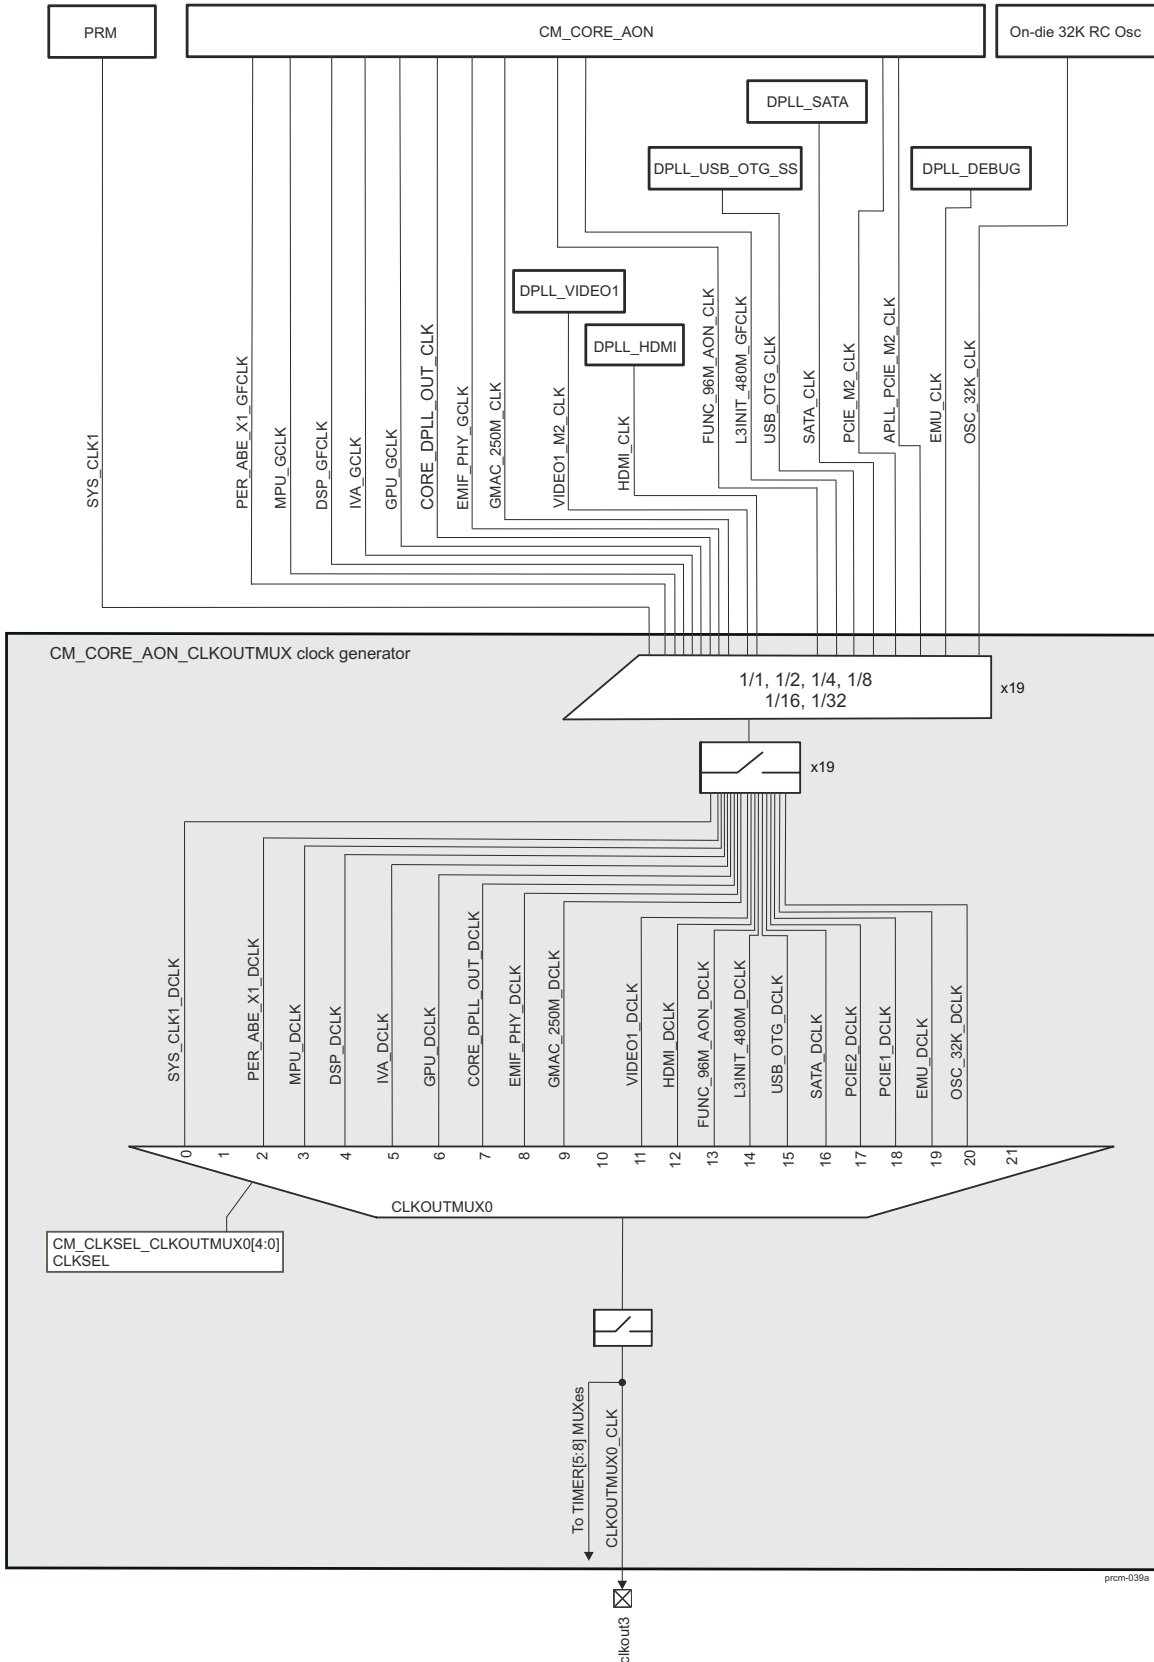 PRM
CM_CORE_AON
On-die 32K RC Osc
DPLL_SATA
DPLL_USB_OTG_SS
DPLL_DEBUG
DPLL_VIDEO1
DPLL_HDMI
SYS_CLK1
PER_ABE_X1_GFCLK
MPU_GCLK
DSP_GFCLK
IVA_GCLK
GPU_GCLK
CORE_DPLL_OUT_CLK
EMIF_PHY_GCLK
GMAC_250M_CLK
VIDEO1_M2_CLK
HDMI_CLK
FUNC_96M_AON_CLK
L3INIT_480M_GFCLK
USB_OTG_CLK
SATA_CLK
PCIE_M2_CLK
APLL_PCIE_M2_CLK
EMU_CLK
OSC_32K_CLK
CM_CORE_AON_CLKOUTMUX clock generator
1/1, 1/2, 1/4, 1/8
1/16, 1/32
x19
x19
SYS_CLK1_DCLK
PER_ABE_X1_DCLK
MPU_DCLK
DSP_DCLK
IVA_DCLK
GPU_DCLK
CORE_DPLL_OUT_DCLK
EMIF_PHY_DCLK
GMAC_250M_DCLK
VIDEO1_DCLK
HDMI_DCLK
FUNC_96M_AON_DCLK
L3INIT_480M_DCLK
USB_OTG_DCLK
SATA_DCLK
PCIE2_DCLK
PCIE1_DCLK
EMU_DCLK
OSC_32K_DCLK
0
1
2
3
4
5
6
7
8
9
10
11
12
13
14
15
16
17
18
19
20
21
CLKOUTMUX0
CM_CLKSEL_CLKOUTMUX0[4:0]
CLKSEL
To TIMER[5:8] MUXes
CLKOUTMUX0_CLK
prcm-039a
clkout3